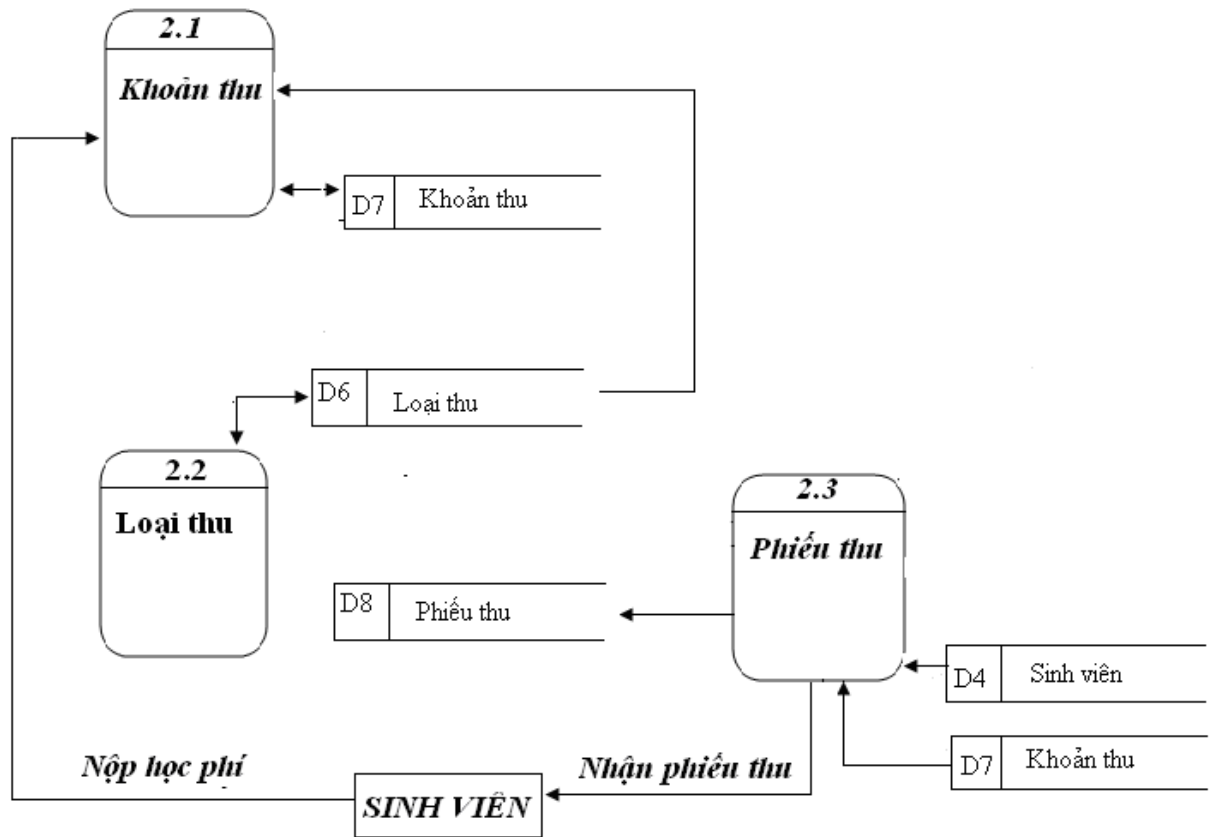 2.1
Khoản thu
D7 Khoản thu
D6 Loại thu
2.2
Loại thu
2.3
Phiếu thu
D8 Phiếu thu
D4 Sinh viên
D7 Khoản thu
Nộp học phí
Nhận phiếu thu
SINH VIÊN